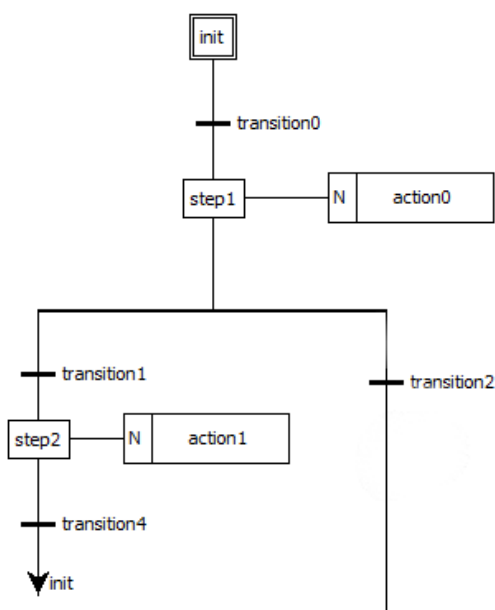 init
transition0
step1
N action0
transition1
transition2
step2
N action1
transition4
init